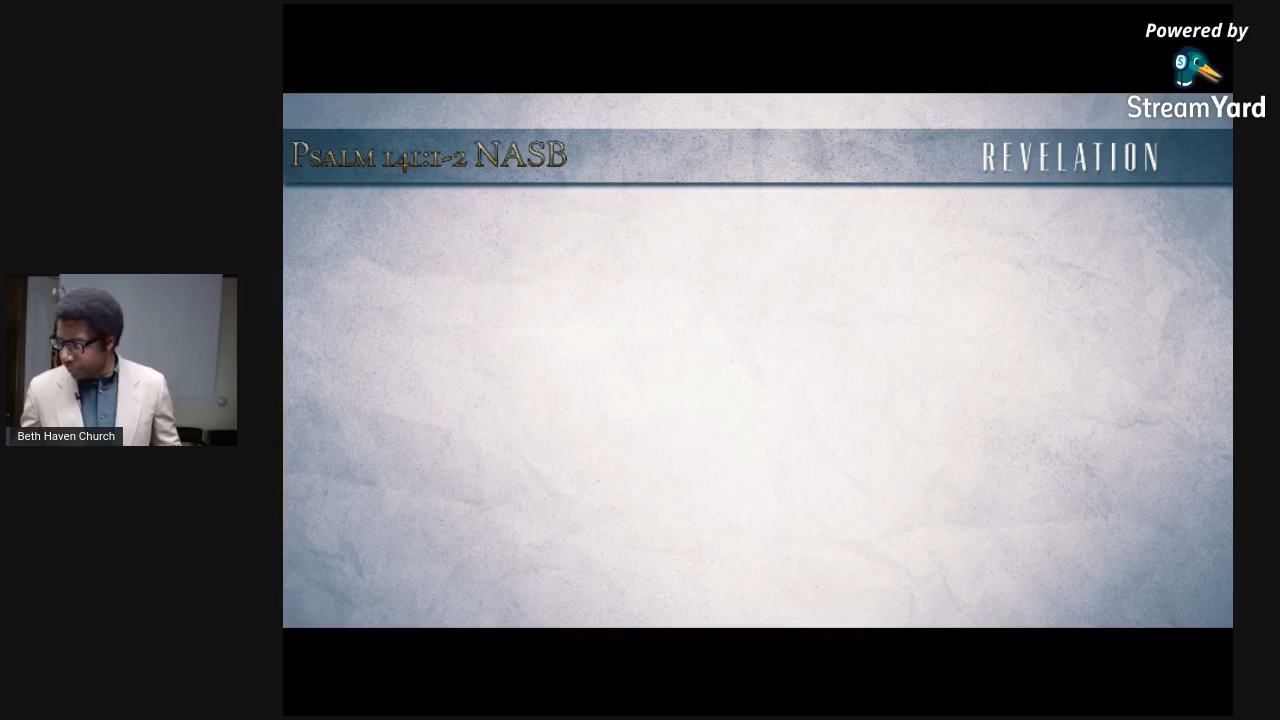 Powered by
StreamYard
Psalm 141:1-2 NASB
REVELATION
Beth Haven Church